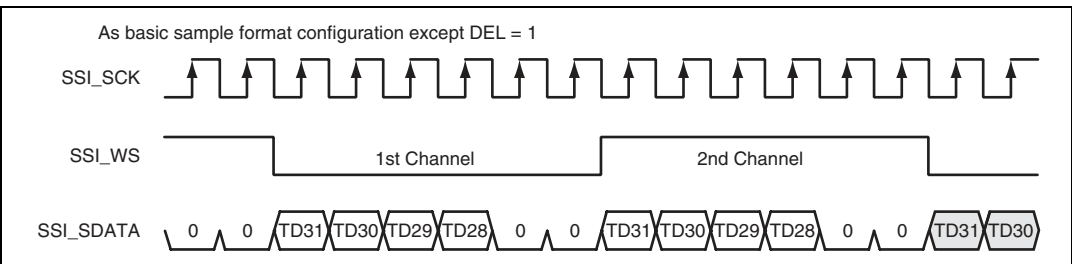 As basic sample format configuration except DEL = 1
SSI_SCK
SSI_WS 1st Channel 2nd Channel
SSI_SDATA 0 0 TD31 TD30 TD29 TD28 0 0 TD31 TD30 TD29 TD28 0 0 TD31 TD30